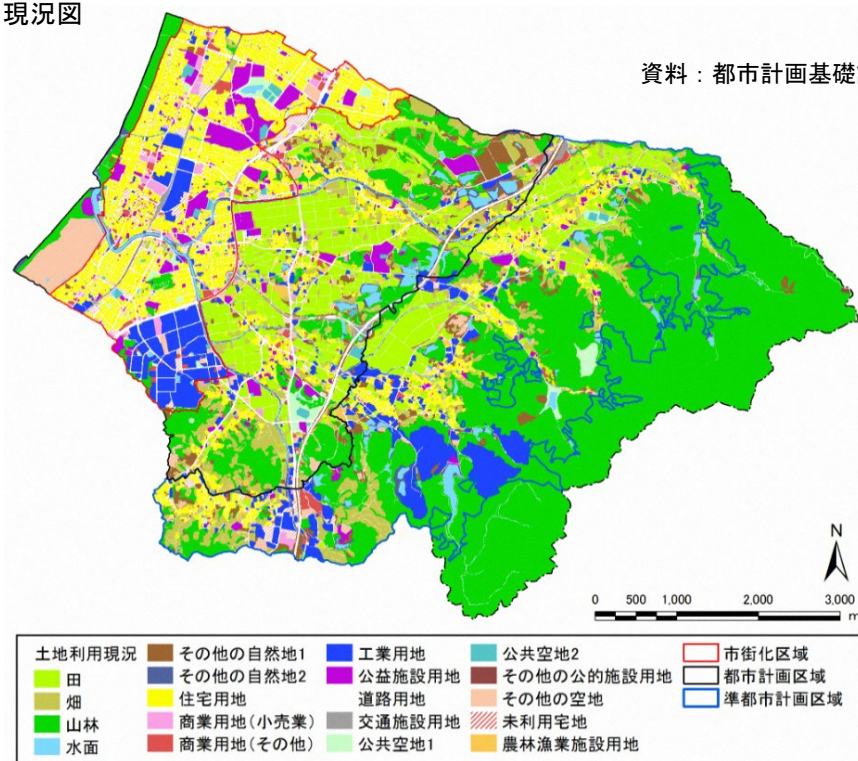 現況図
資料：都市計画基礎
N
0 500 1,000 2,000 3,000
m
土地利用現況
田
畑
山林
水面
その他の自然地1
その他の自然地2
住宅用地
商業用地(小売業)
商業用地(その他)
工業用地
公益施設用地
道路用地
交通施設用地
公共空地1
公共空地2
その他の公的施設用地
その他の空地
未利用宅地
農林漁業施設用地
市街化区域
都市計画区域
準都市計画区域